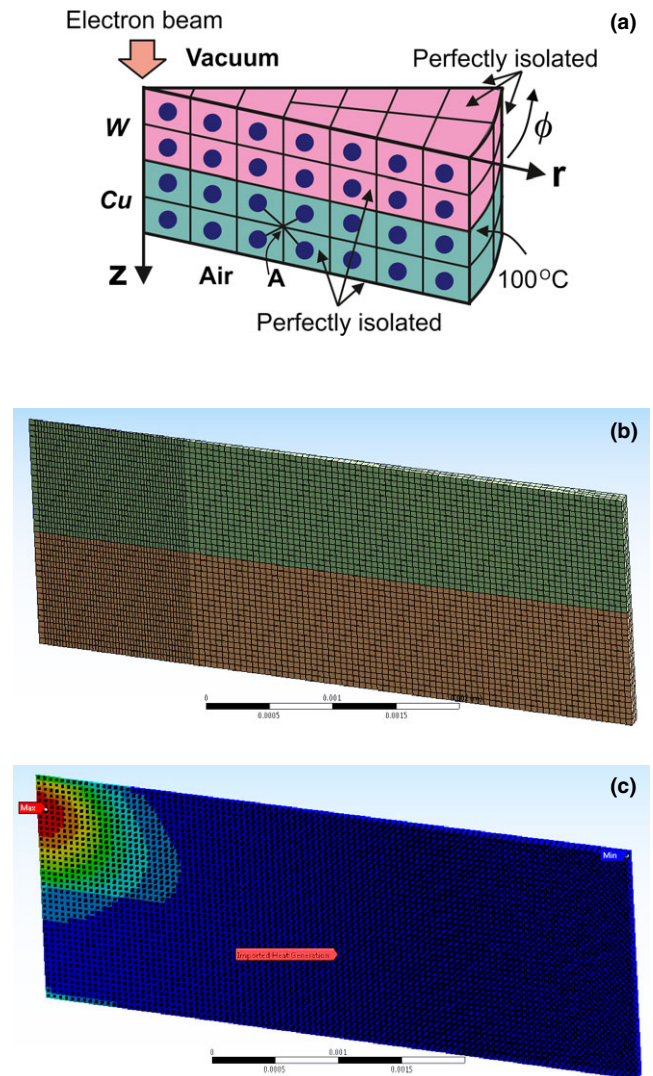 Electron beam
(a)
Vacuum
Perfectly isolated
W
ϕ
r
Cu
z
Air
A
100°C
Perfectly isolated
(b)
0
0.001
0.0005
0.0015
(c)
Max
Min
Imported Heat Generation
0
0.001
0.0005
0.0015